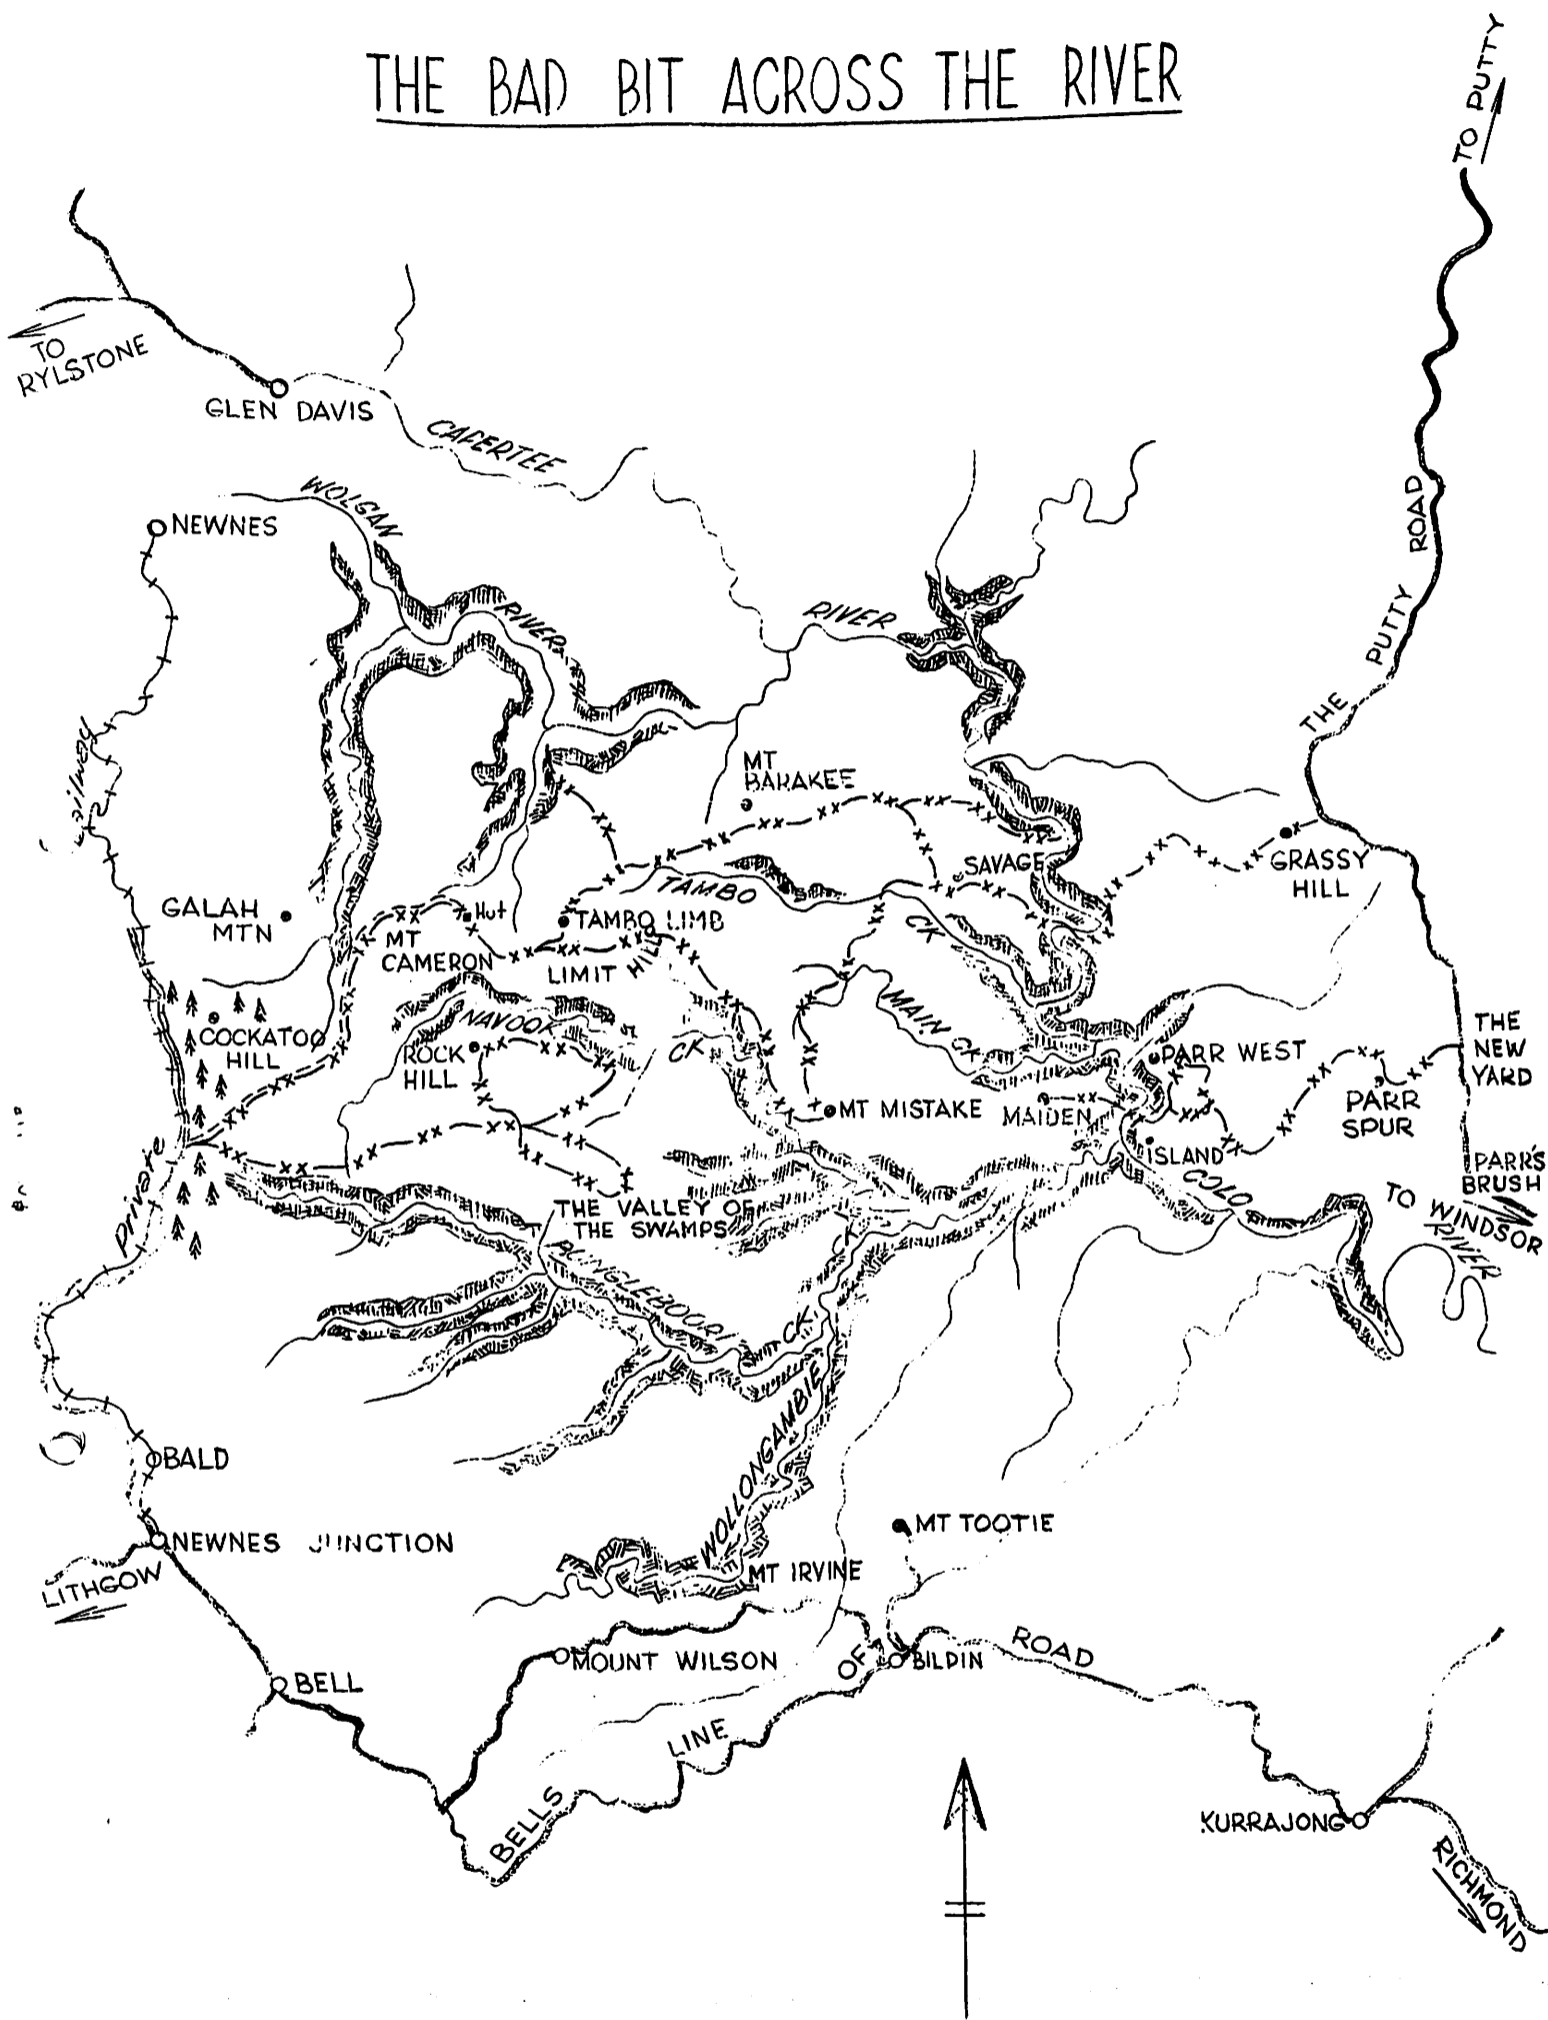 THE BAD BIT ACROSS THE RIVER
TO PUTTY
TO
RYLSTONE
GLEN DAVIS
CAPERTEE
RIVER
WOLGAN
RIVER
NEWNES
THE PUTTY ROAD
MT
BARAKEE
SAVAGE
GRASSY
HILL
TAMBO
CK
GALAH
MTN
Hut
TAMBO LIMB
MT
CAMERON
LIMIT HILL
COCKATOO
HILL
NAYOOK
CK
ROCK
HILL
MAIN CK
PARR WEST
THE
NEW
YARD
MT MISTAKE
MAIDEN
PARR
SPUR
ISLAND
PARR'S
BRUSH
COLO
RIVER
TO WINDSOR
Private
Railway
THE VALLEY OF
THE SWAMPS
CK
CK.
WOLLONGAMBIE
BALD
NEWNES JUNCTION
LITHGOW
MT TOOTIE
MT IRVINE
MOUNT WILSON
BILPIN
BELL
BELLS
LINE
OF
ROAD
KURRAJONG
RICHMOND